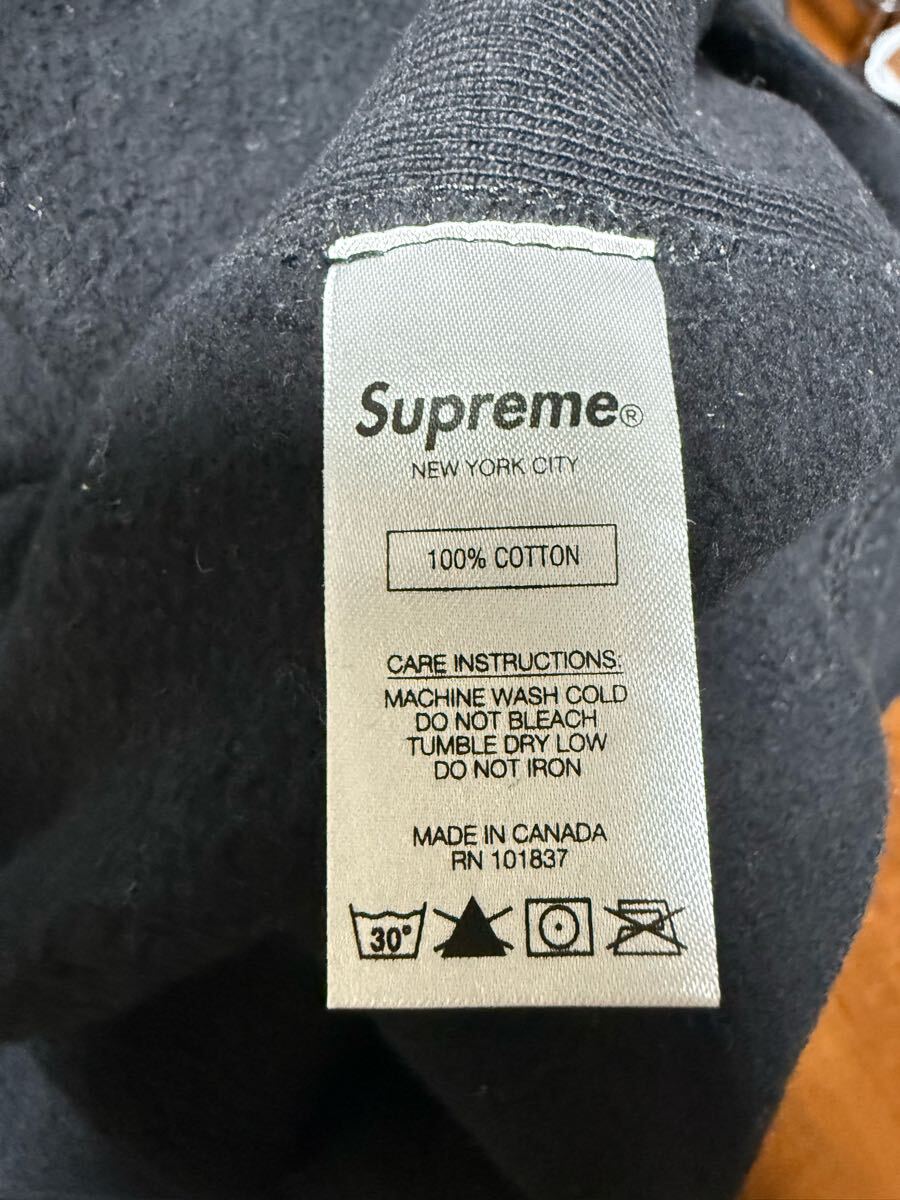 Supreme®
NEW YORK CITY
100% COTTON
CARE INSTRUCTIONS:
MACHINE WASH COLD
DO NOT BLEACH
TUMBLE DRY LOW
DO NOT IRON
MADE IN CANADA
RN 101837
30°